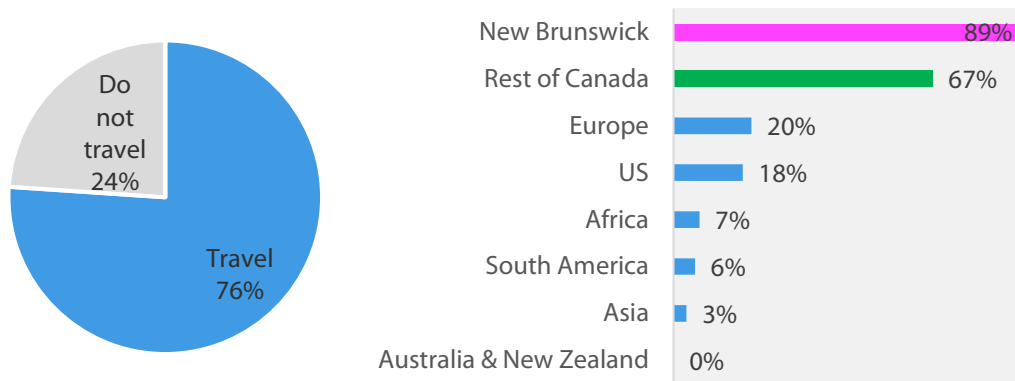 Do
not
travel
24%
Travel
76%
New Brunswick 89%
Rest of Canada 67%
Europe 20%
US 18%
Africa 7%
South America 6%
Asia 3%
Australia & New Zealand 0%